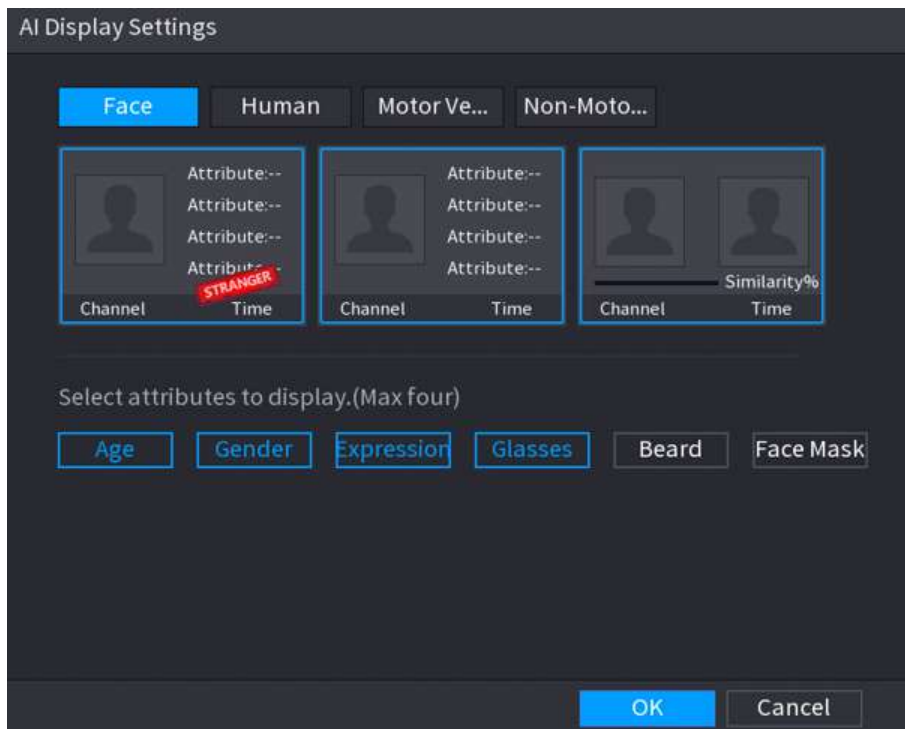 AI Display Settings
Face Human Motor Ve... Non-Moto...
Attribute:-- Attribute:--
Attribute:-- Attribute:--
Attribute:-- Attribute:--
Attribute:-- Attribute:--
STRANGER Similarity%
Channel Time Channel Time Channel Time
Select attributes to display.(Max four)
Age Gender Expression Glasses Beard Face Mask
OK Cancel